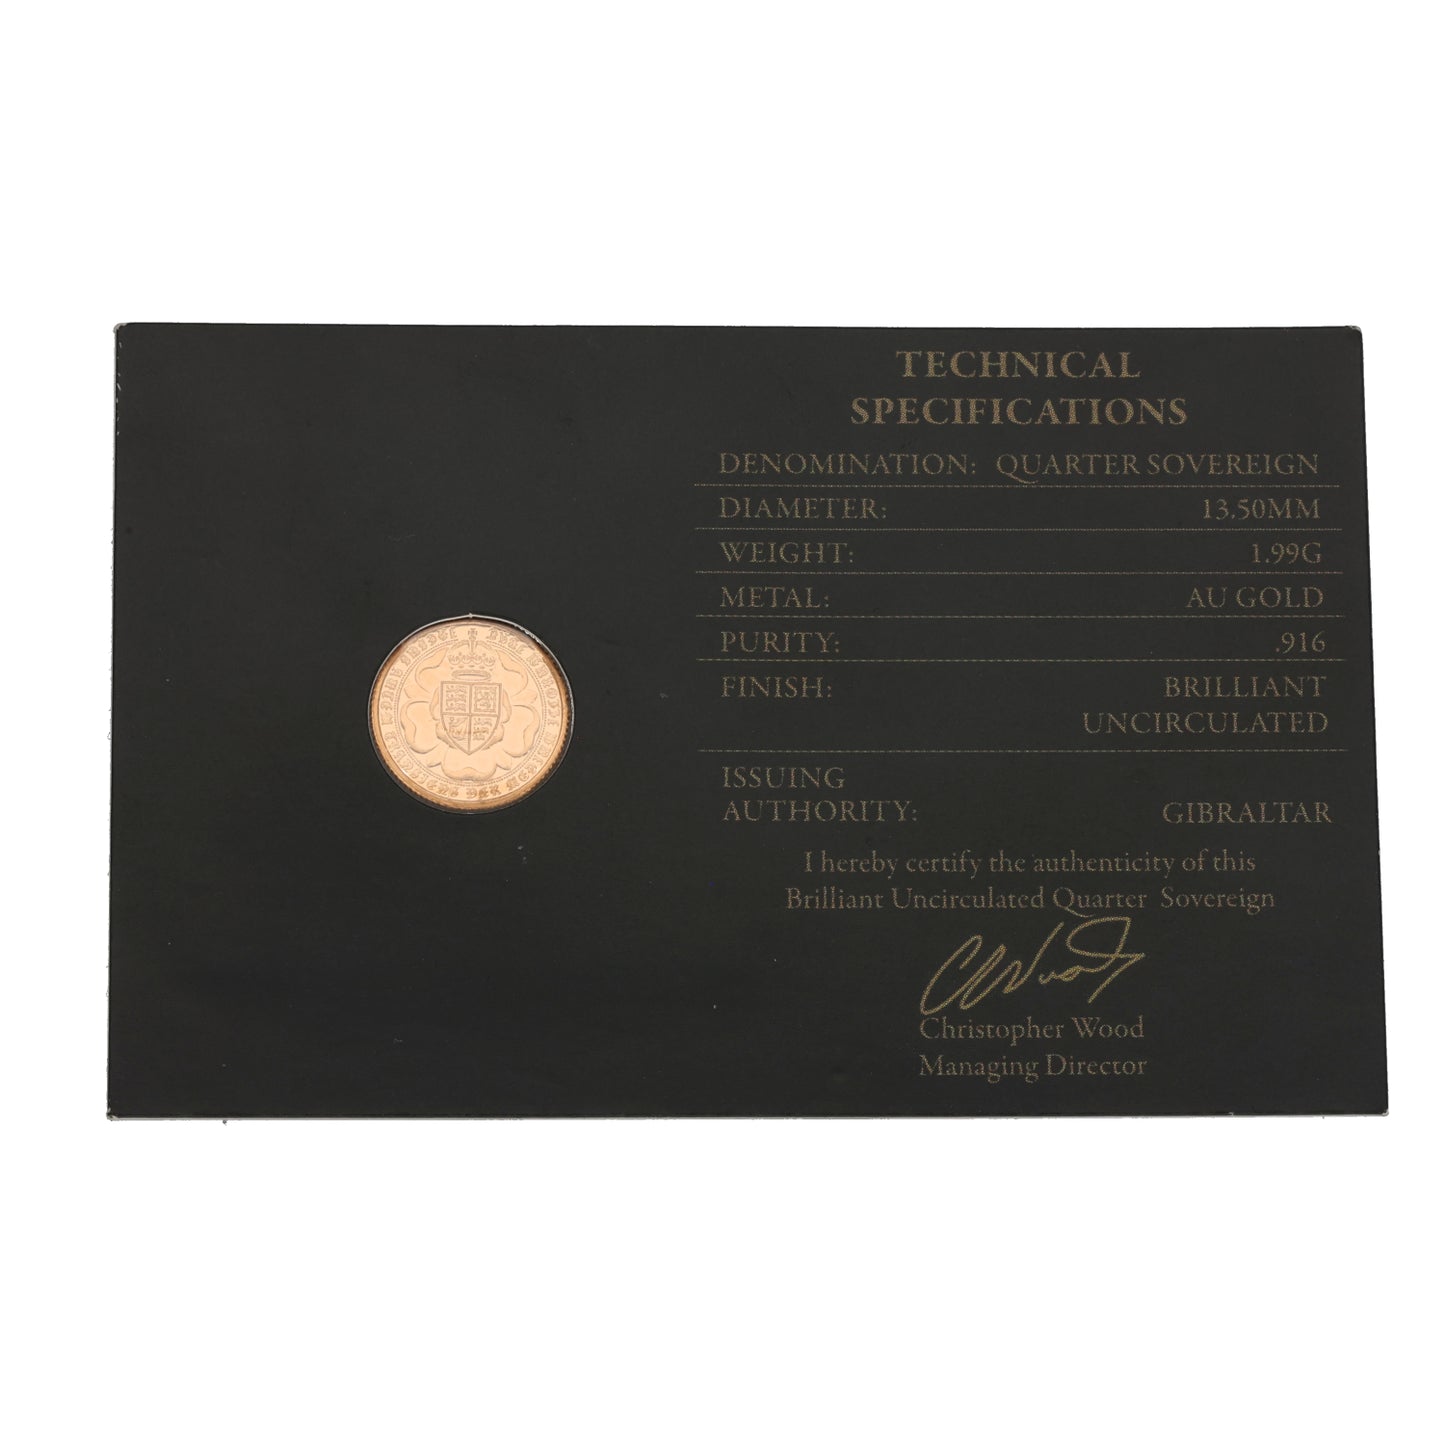 TECHNICAL
SPECIFICATIONS
DENOMINATION: QUARTER SOVEREIGN
DIAMETER: 13.50MM
WEIGHT: 1.99G
METAL: AU GOLD
PURITY: .916
FINISH: BRILLIANT
UNCIRCULATED
ISSUING
AUTHORITY: GIBRALTAR
I hereby certify the authenticity of this
Brilliant Uncirculated Quarter Sovereign
Christopher Wood
Managing Director